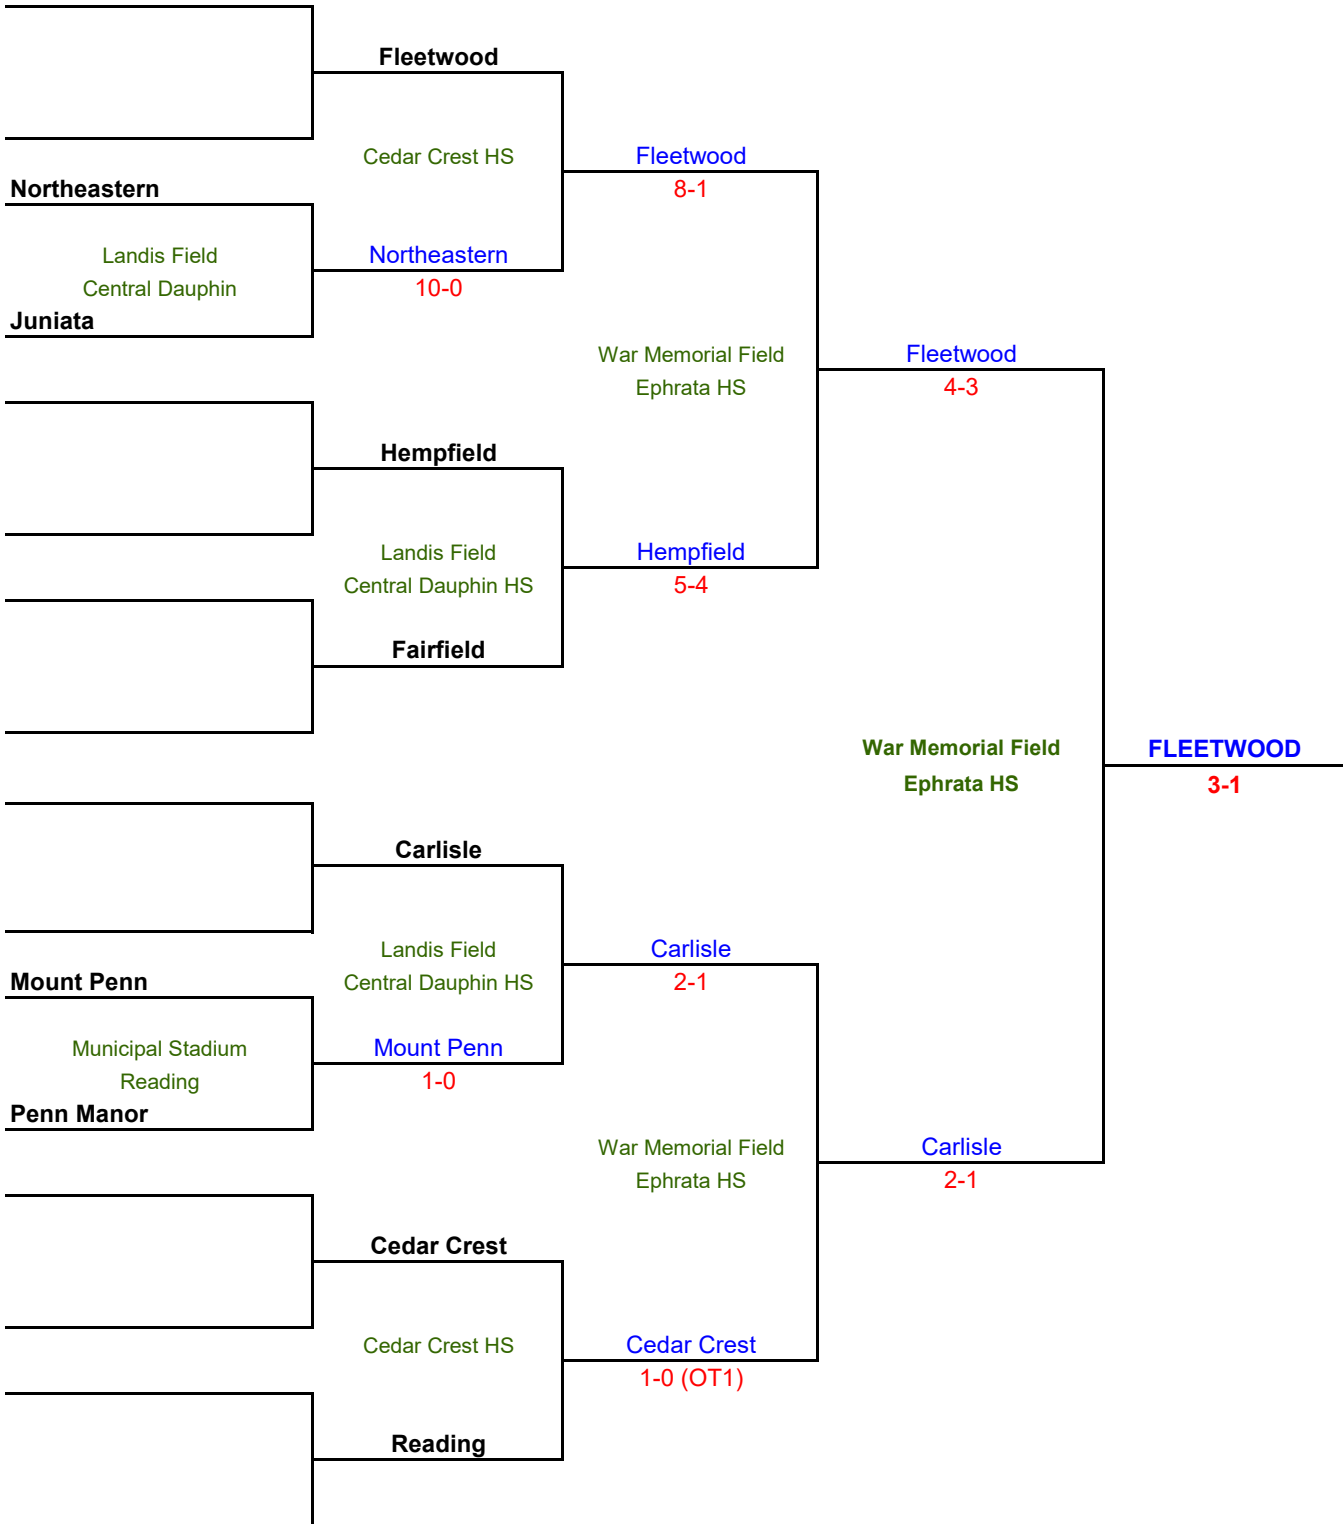 Fleetwood
Cedar Crest HS
Fleetwood
8-1
Northeastern
Landis Field
Central Dauphin
Northeastern
10-0
Juniata
War Memorial Field
Ephrata HS
Fleetwood
4-3
Hempfield
Landis Field
Central Dauphin HS
Hempfield
5-4
Fairfield
War Memorial Field
Ephrata HS
FLEETWOOD
3-1
Carlisle
Landis Field
Central Dauphin HS
Carlisle
2-1
Mount Penn
Municipal Stadium
Reading
Mount Penn
1-0
Penn Manor
War Memorial Field
Ephrata HS
Carlisle
2-1
Cedar Crest
Cedar Crest HS
Cedar Crest
1-0 (OT1)
Reading